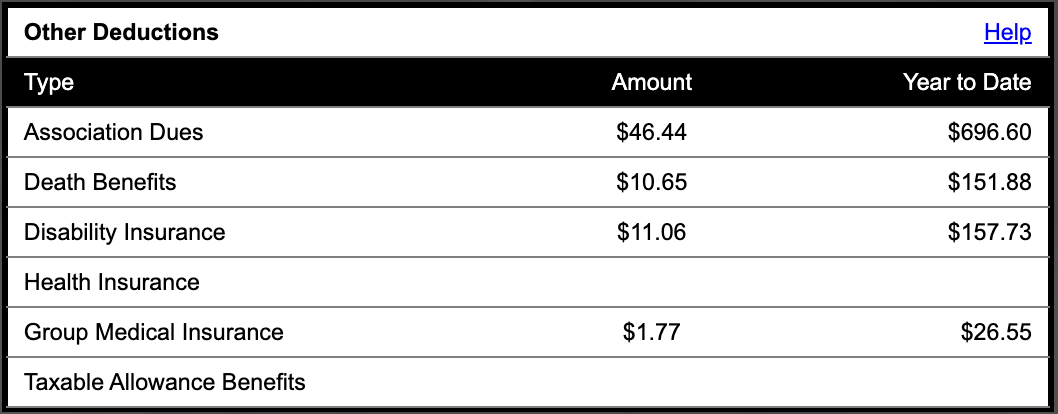 Other Deductions Help
Type Amount Year to Date
Association Dues $46.44 $696.60
Death Benefits $10.65 $151.88
Disability Insurance $11.06 $157.73
Health Insurance
Group Medical Insurance $1.77 $26.55
Taxable Allowance Benefits